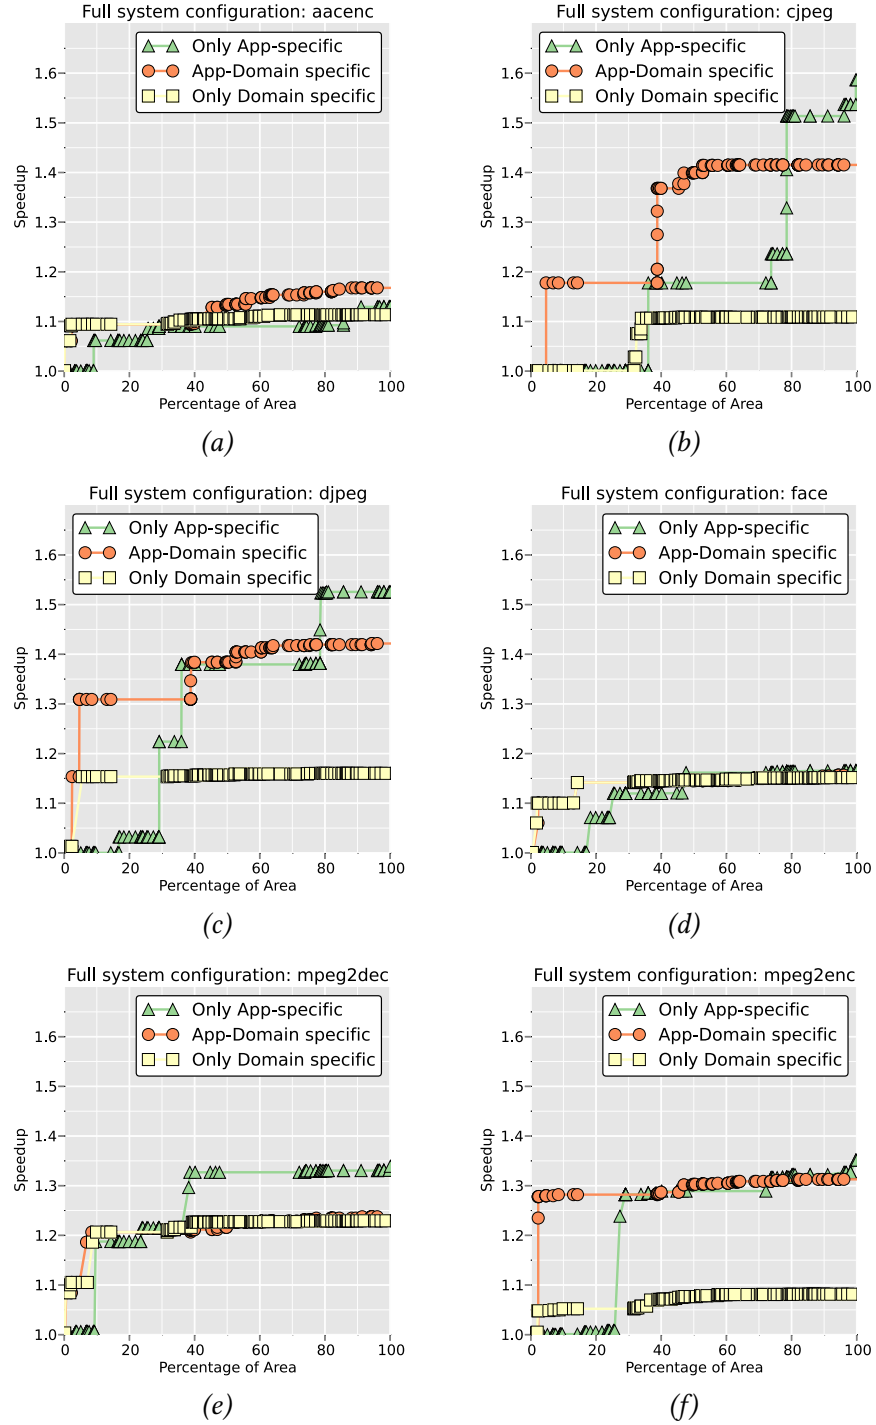 Full system configuration: aacenc
Only App-specific
App-Domain specific
Only Domain specific
Speedup
1.6
1.5
1.4
1.3
1.2
1.1
1.0
0 20 40 60 80 100
Percentage of Area
(a)
Full system configuration: cjpeg
Only App-specific
App-Domain specific
Only Domain specific
Speedup
1.6
1.5
1.4
1.3
1.2
1.1
1.0
0 20 40 60 80 100
Percentage of Area
(b)
Full system configuration: djpeg
Only App-specific
App-Domain specific
Only Domain specific
Speedup
1.6
1.5
1.4
1.3
1.2
1.1
1.0
0 20 40 60 80 100
Percentage of Area
(c)
Full system configuration: face
Only App-specific
App-Domain specific
Only Domain specific
Speedup
1.6
1.5
1.4
1.3
1.2
1.1
1.0
0 20 40 60 80 100
Percentage of Area
(d)
Full system configuration: mpeg2dec
Only App-specific
App-Domain specific
Only Domain specific
Speedup
1.6
1.5
1.4
1.3
1.2
1.1
1.0
0 20 40 60 80 100
Percentage of Area
(e)
Full system configuration: mpeg2enc
Only App-specific
App-Domain specific
Only Domain specific
Speedup
1.6
1.5
1.4
1.3
1.2
1.1
1.0
0 20 40 60 80 100
Percentage of Area
(f)